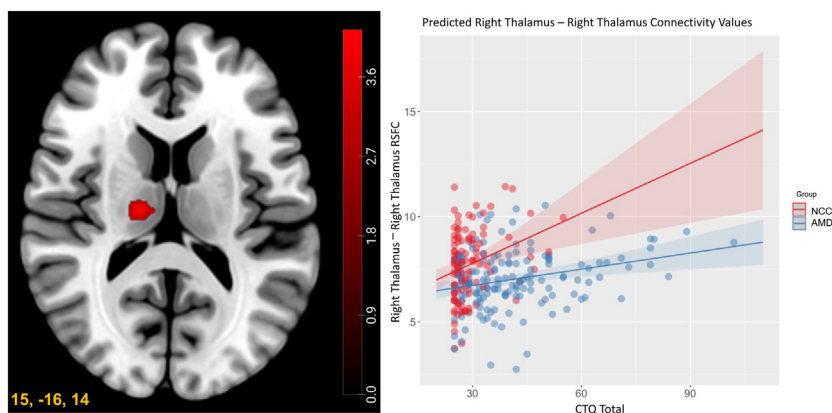 15, -16, 14
3.6
2.7
1.8
0.9
0.0
Predicted Right Thalamus – Right Thalamus Connectivity Values
Right Thalamus – Right Thalamus RSFC
15
10
5
30
60
90
CTQ Total
Group
NCC
AMD